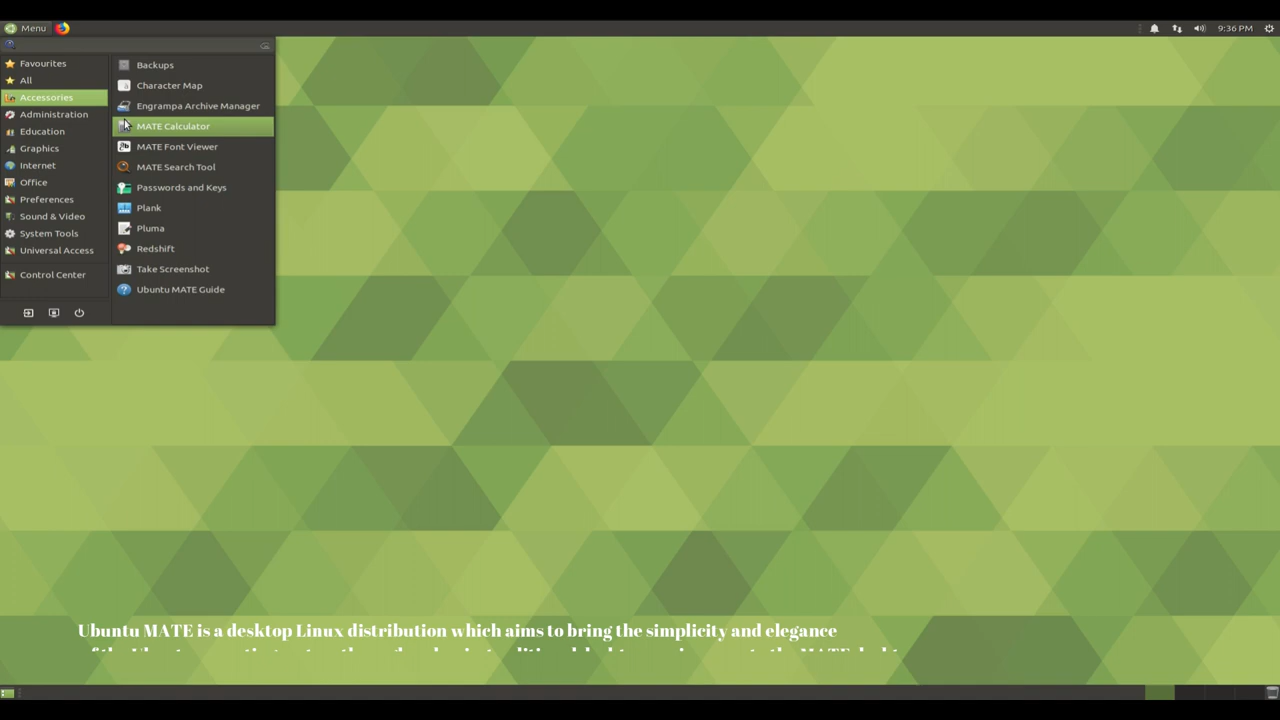 Menu
9:36 PM
Favourites
All
Accessories
Administration
Education
Graphics
Internet
Office
Preferences
Sound & Video
System Tools
Universal Access
Control Center
Backups
Character Map
Engrampa Archive Manager
MATE Calculator
MATE Font Viewer
MATE Search Tool
Passwords and Keys
Plank
Pluma
Redshift
Take Screenshot
Ubuntu MATE Guide
Ubuntu MATE is a desktop Linux distribution which aims to bring the simplicity and elegance